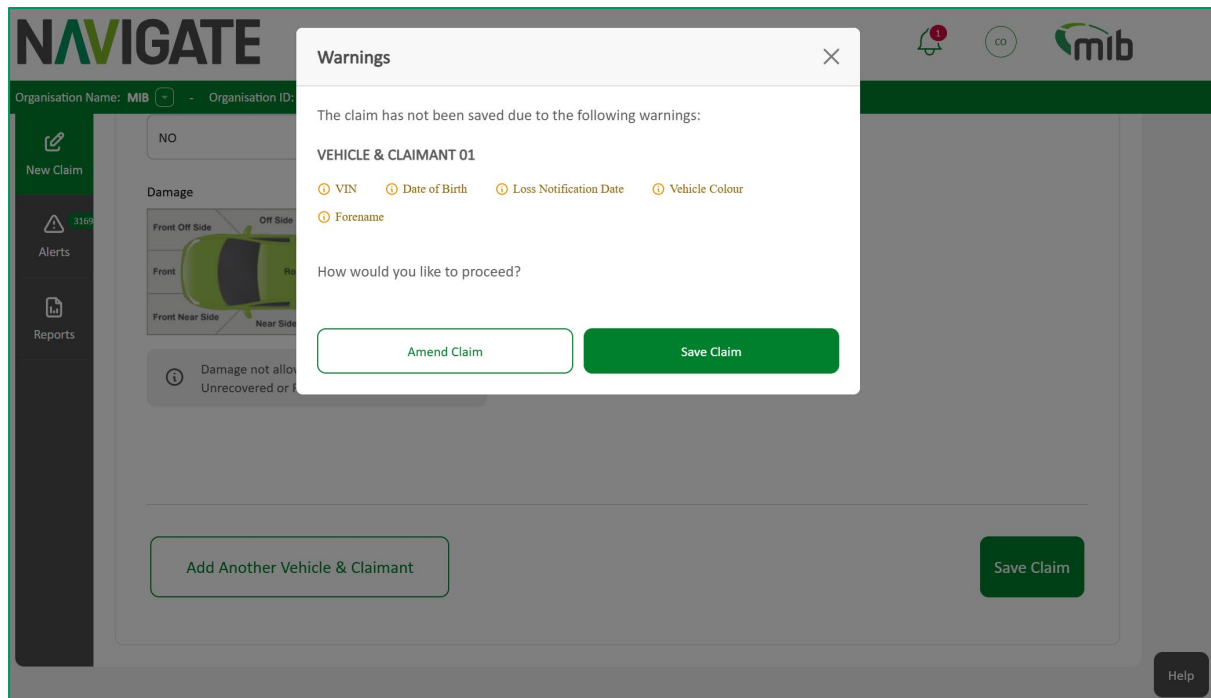 NAVIGATE
1
CO
mib
Organisation Name: MIB - Organisation ID:
New Claim
3169
Alerts
Reports
NO
Damage
Front Off Side
Off Side
Front
Ro
Front Near Side
Near Side
Damage not allow
Unrecovered or
Warnings
The claim has not been saved due to the following warnings:
VEHICLE & CLAIMANT 01
VIN Date of Birth Loss Notification Date Vehicle Colour
Forename
How would you like to proceed?
Amend Claim Save Claim
Add Another Vehicle & Claimant
Save Claim
Help